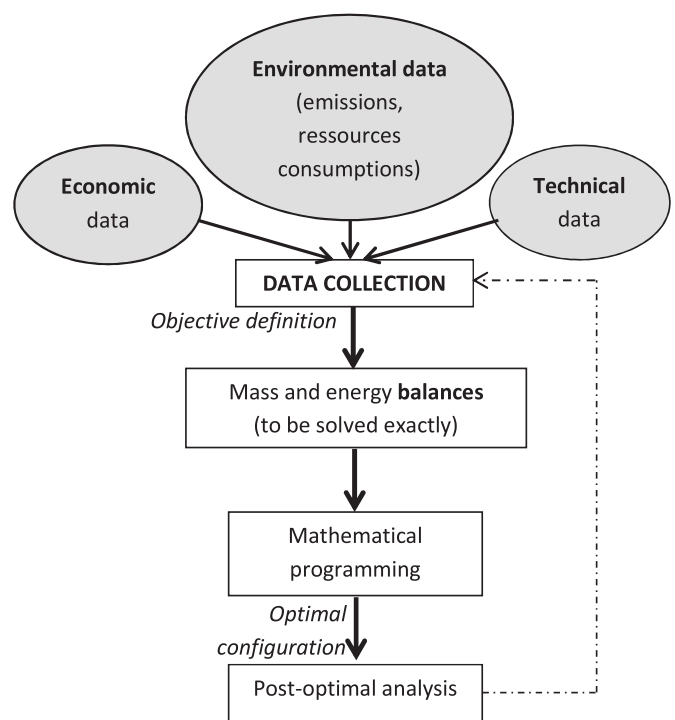 Environmental data
(emissions,
ressources
consumptions)
Economic
data
Technical
data
DATA COLLECTION
Objective definition
Mass and energy balances
(to be solved exactly)
Mathematical
programming
Optimal
configuration
Post-optimal analysis